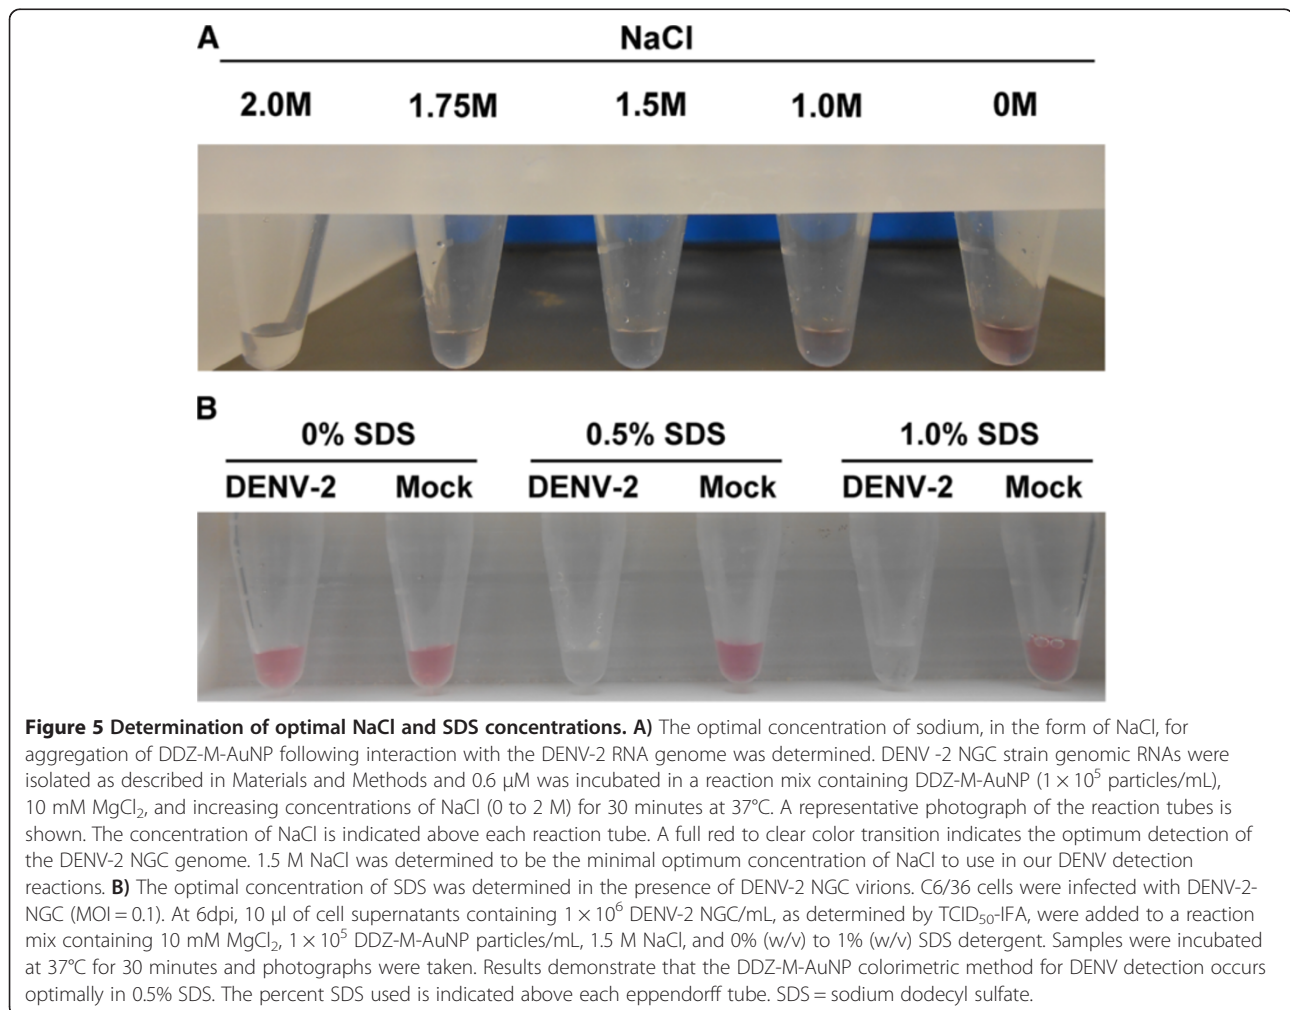 A
NaCl
2.0M 1.75M 1.5M 1.0M 0M
B
0% SDS 0.5% SDS 1.0% SDS
DENV-2 Mock DENV-2 Mock DENV-2 Mock
Figure 5 Determination of optimal NaCl and SDS concentrations. A) The optimal concentration of sodium, in the form of NaCl, for
aggregation of DDZ-M-AuNP following interaction with the DENV-2 RNA genome was determined. DENV -2 NGC strain genomic RNAs were
isolated as described in Materials and Methods and 0.6 μM was incubated in a reaction mix containing DDZ-M-AuNP (1 × 10⁵ particles/mL),
10 mM MgCl₂, and increasing concentrations of NaCl (0 to 2 M) for 30 minutes at 37°C. A representative photograph of the reaction tubes is
shown. The concentration of NaCl is indicated above each reaction tube. A full red to clear color transition indicates the optimum detection of
the DENV-2 NGC genome. 1.5 M NaCl was determined to be the minimal optimum concentration of NaCl to use in our DENV detection
reactions. B) The optimal concentration of SDS was determined in the presence of DENV-2 NGC virions. C6/36 cells were infected with DENV-2-
NGC (MOI = 0.1). At 6dpi, 10 μl of cell supernatants containing 1 × 10⁶ DENV-2 NGC/mL, as determined by TCID₅₀-IFA, were added to a reaction
mix containing 10 mM MgCl₂, 1 × 10⁵ DDZ-M-AuNP particles/mL, 1.5 M NaCl, and 0% (w/v) to 1% (w/v) SDS detergent. Samples were incubated
at 37°C for 30 minutes and photographs were taken. Results demonstrate that the DDZ-M-AuNP colorimetric method for DENV detection occurs
optimally in 0.5% SDS. The percent SDS used is indicated above each eppendorff tube. SDS = sodium dodecyl sulfate.